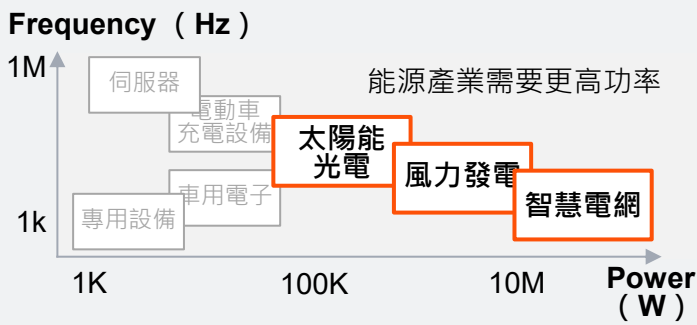 Frequency （Hz）
1M
伺服器
能源產業需要更高功率
電動車
充電設備
太陽能
光電
風力發電
車用電子
智慧電網
專用設備
1k
1K
100K
10M
Power
（W）